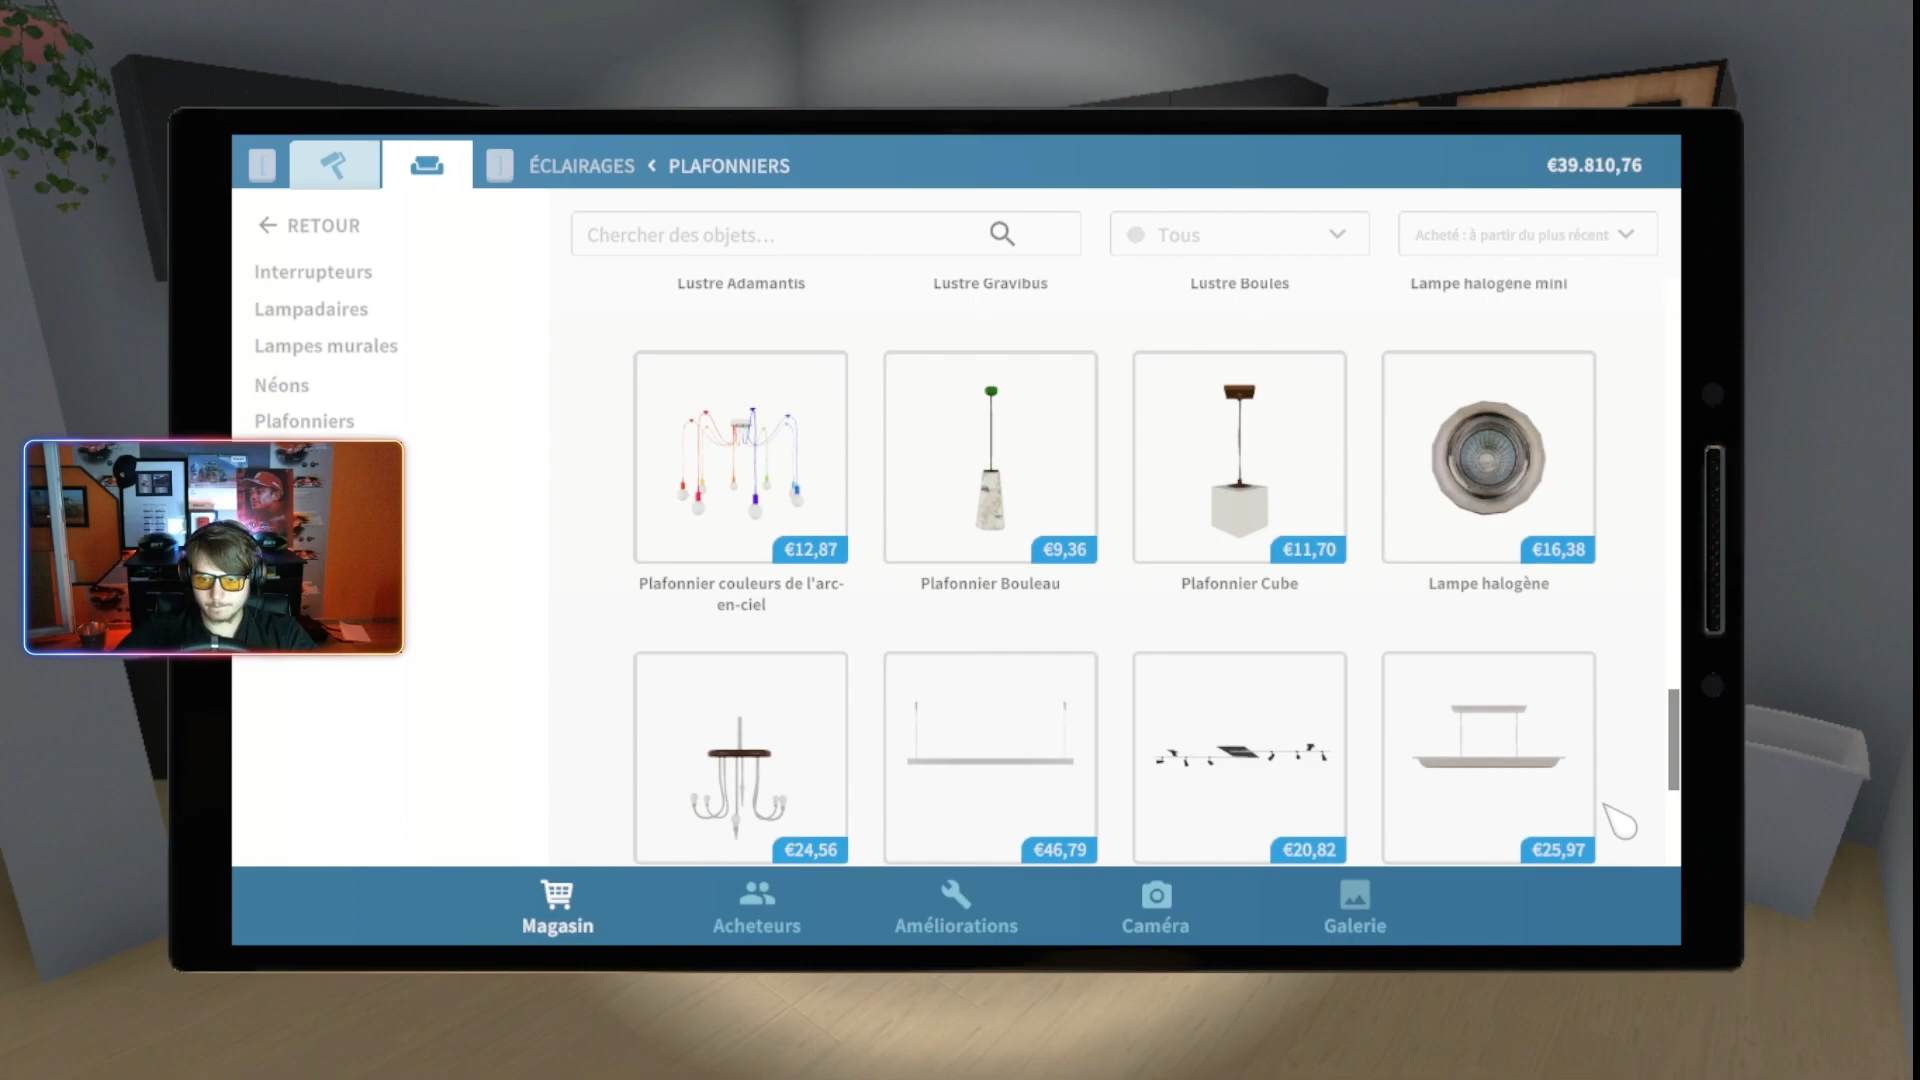 ÉCLAIRAGES < PLAFONNIERS
€39.810,76
RETOUR
Interrupteurs
Lampadaires
Lampes murales
Néons
Plafonniers
Chercher des objets...
Tous
Acheté : à partir du plus récent
Lustre Adamantis
Lustre Gravibus
Lustre Boules
Lampe halogène mini
€12,87
€9,36
€11,70
€16,38
Plafonnier couleurs de l'arc-
en-ciel
Plafonnier Bouleau
Plafonnier Cube
Lampe halogène
€24,56
€46,79
€20,82
€25,97
Magasin
Acheteurs
Améliorations
Caméra
Galerie